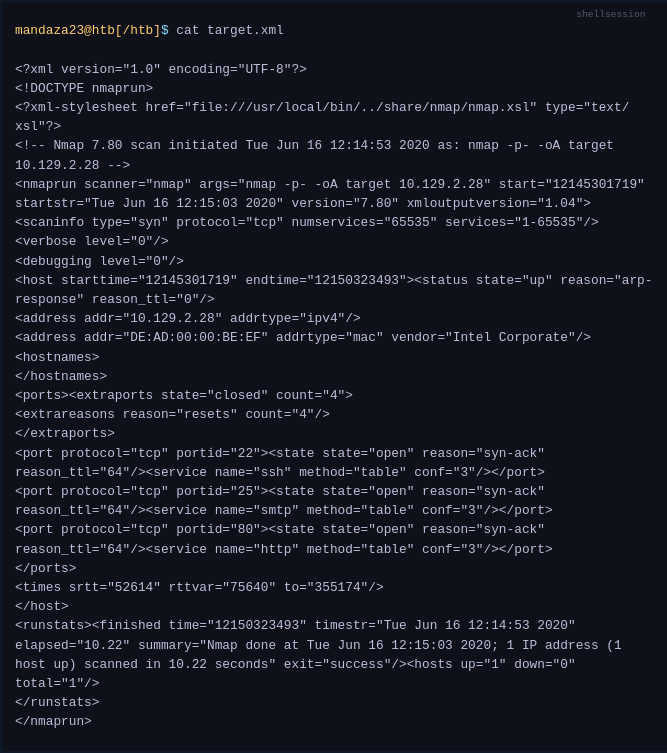 shellsession
mandaza23@htb[/htb]$ cat target.xml
<?xml version="1.0" encoding="UTF-8"?>
<!DOCTYPE nmaprun>
<?xml-stylesheet href="file:///usr/local/bin/../share/nmap/nmap.xsl" type="text/
xsl"?>
<!-- Nmap 7.80 scan initiated Tue Jun 16 12:14:53 2020 as: nmap -p- -oA target
10.129.2.28 -->
<nmaprun scanner="nmap" args="nmap -p- -oA target 10.129.2.28" start="12145301719"
startstr="Tue Jun 16 12:15:03 2020" version="7.80" xmloutputversion="1.04">
<scaninfo type="syn" protocol="tcp" numservices="65535" services="1-65535"/>
<verbose level="0"/>
<debugging level="0"/>
<host starttime="12145301719" endtime="12150323493"><status state="up" reason="arp-
response" reason_ttl="0"/>
<address addr="10.129.2.28" addrtype="ipv4"/>
<address addr="DE:AD:00:00:BE:EF" addrtype="mac" vendor="Intel Corporate"/>
<hostnames>
</hostnames>
<ports><extraports state="closed" count="4">
<extrareasons reason="resets" count="4"/>
</extraports>
<port protocol="tcp" portid="22"><state state="open" reason="syn-ack"
reason_ttl="64"/><service name="ssh" method="table" conf="3"/></port>
<port protocol="tcp" portid="25"><state state="open" reason="syn-ack"
reason_ttl="64"/><service name="smtp" method="table" conf="3"/></port>
<port protocol="tcp" portid="80"><state state="open" reason="syn-ack"
reason_ttl="64"/><service name="http" method="table" conf="3"/></port>
</ports>
<times srtt="52614" rttvar="75640" to="355174"/>
</host>
<runstats><finished time="12150323493" timestr="Tue Jun 16 12:14:53 2020"
elapsed="10.22" summary="Nmap done at Tue Jun 16 12:15:03 2020; 1 IP address (1
host up) scanned in 10.22 seconds" exit="success"/><hosts up="1" down="0"
total="1"/>
</runstats>
</nmaprun>